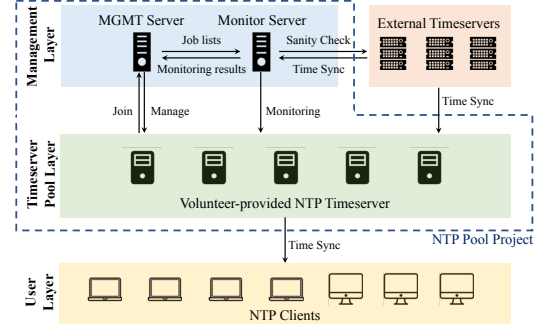 Management
Layer
MGMT Server
Monitor Server
External Timeservers
Job lists
Monitoring results
Sanity Check
Time Sync
Join
Manage
Monitoring
Time Sync
Timeserver
Pool Layer
Volunteer-provided NTP Timeserver
NTP Pool Project
Time Sync
User
Layer
NTP Clients